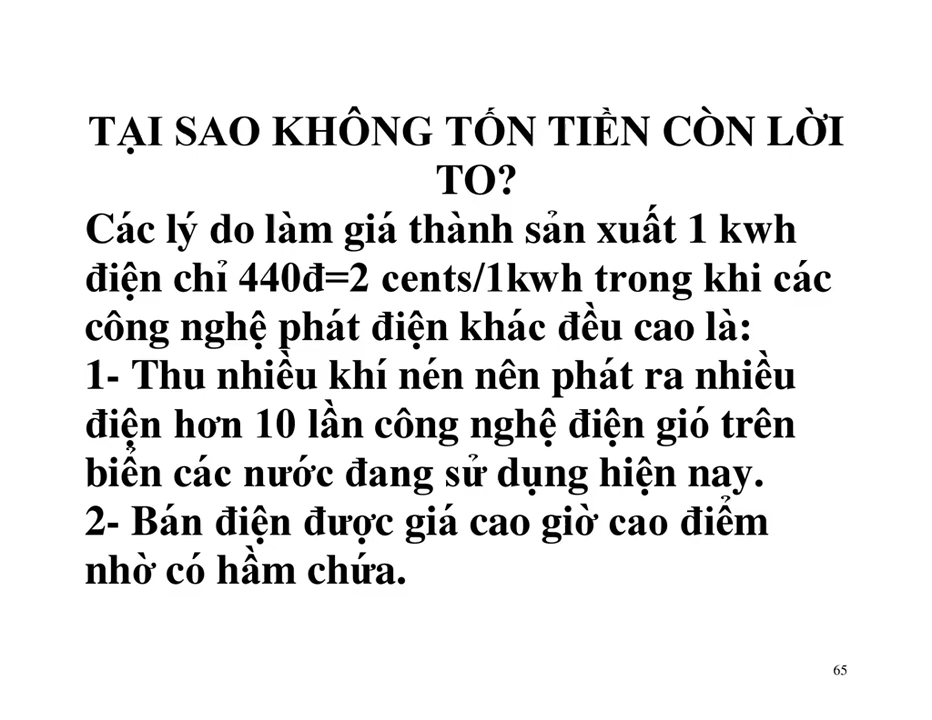 TẠI SAO KHÔNG TỐN TIỀN CÒN LỜI
TO?
Các lý do làm giá thành sản xuất 1 kwh
điện chỉ 440đ=2 cents/1kwh trong khi các
công nghệ phát điện khác đều cao là:
1- Thu nhiều khí nén nên phát ra nhiều
điện hơn 10 lần công nghệ điện gió trên
biển các nước đang sử dụng hiện nay.
2- Bán điện được giá cao giờ cao điểm
nhờ có hầm chứa.
65